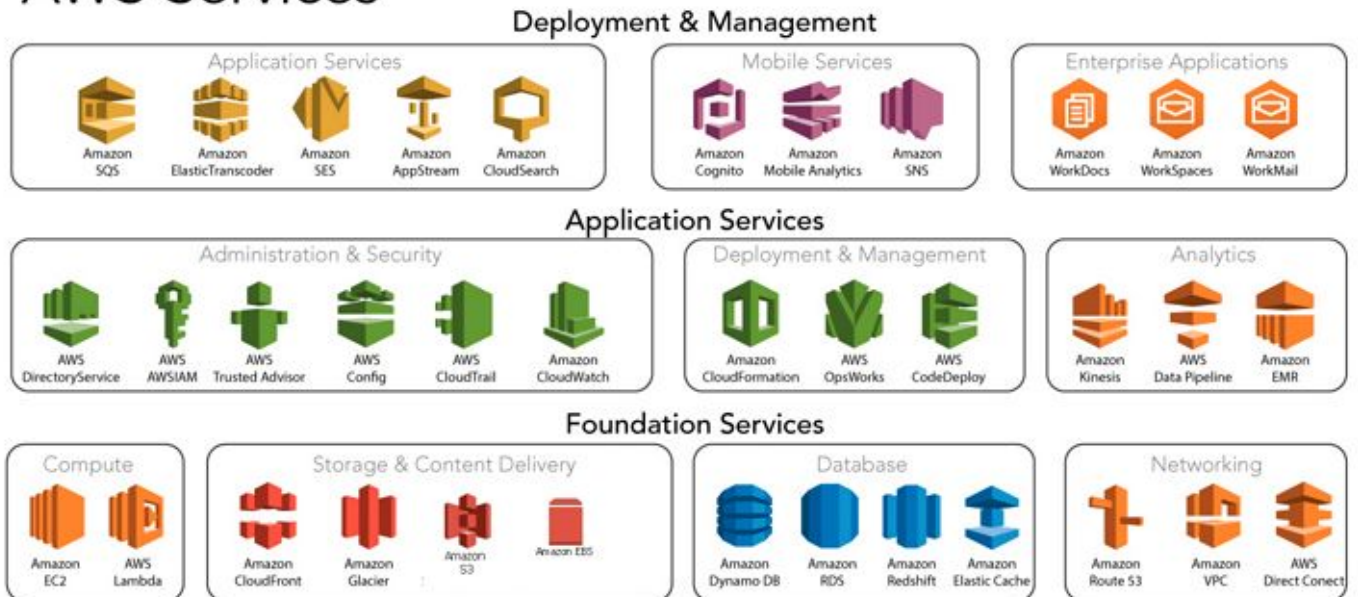 AWS Services
Deployment & Management
Application Services
Amazon
SQS
Amazon
ElasticTranscoder
Amazon
SES
Amazon
AppStream
Amazon
CloudSearch
Mobile Services
Amazon
Cognito
Amazon
Mobile Analytics
Amazon
SNS
Enterprise Applications
Amazon
WorkDocs
Amazon
WorkSpaces
Amazon
WorkMail
Application Services
Administration & Security
AWS
DirectoryService
AWS
AWSIAM
AWS
Trusted Advisor
AWS
Config
AWS
CloudTrail
Amazon
CloudWatch
Deployment & Management
Amazon
CloudFormation
AWS
OpsWorks
AWS
CodeDeploy
Analytics
Amazon
Kinesis
AWS
Data Pipeline
Amazon
EMR
Foundation Services
Compute
Amazon
EC2
AWS
Lambda
Storage & Content Delivery
Amazon
CloudFront
Amazon
Glacier
Amazon
S3
Amazon EBS
Database
Amazon
Dynamo DB
Amazon
RDS
Amazon
Redshift
Amazon
Elastic Cache
Networking
Amazon
Route 53
Amazon
VPC
AWS
Direct Conect